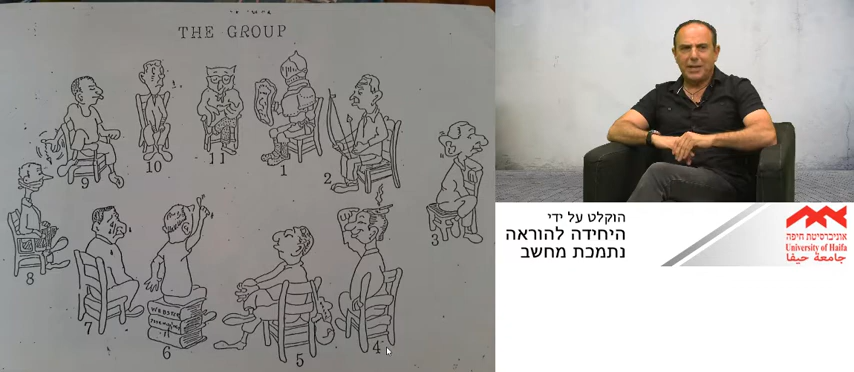 THE GROUP
1
2
3
4
5
6
7
8
9
10
11
WEBSTER
הוקלט על ידי
היחידה להוראה
נתמכת מחשב
אוניברסיטת חיפה
University of Haifa
جامعة حيفا